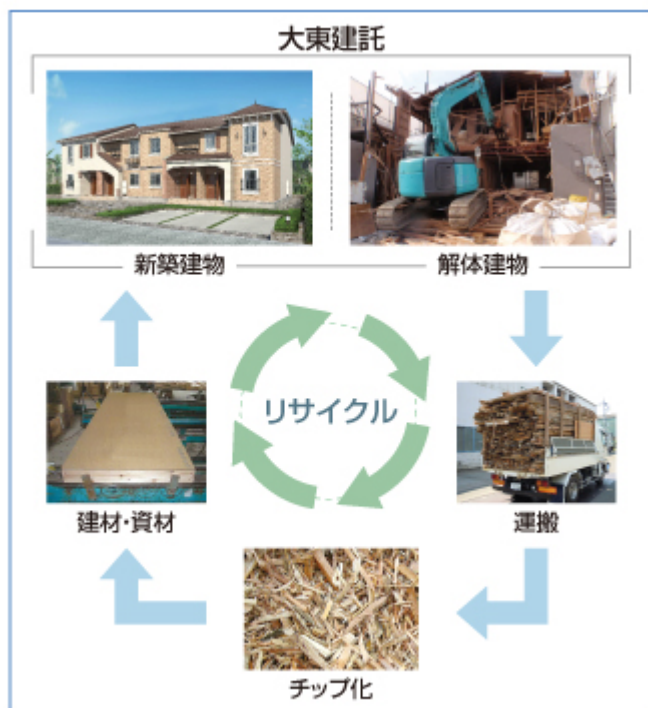 大東建託
新築建物
解体建物
リサイクル
建材・資材
運搬
チップ化